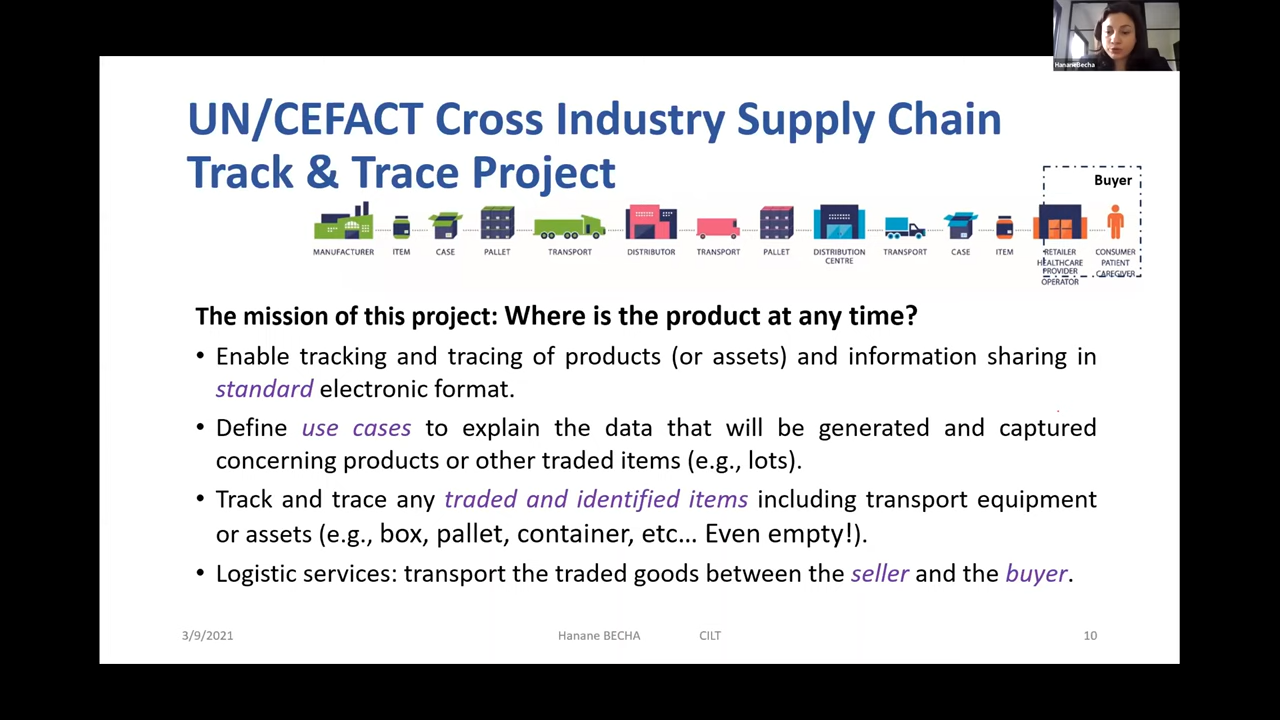 HananeBecha
UN/CEFACT Cross Industry Supply Chain
Track & Trace Project
Buyer
MANUFACTURER
ITEM
CASE
PALLET
TRANSPORT
DISTRIBUTOR
TRANSPORT
PALLET
DISTRIBUTION
CENTRE
TRANSPORT
CASE
ITEM
RETAILER
HEALTHCARE
PROVIDER
OPERATOR
CONSUMER
PATIENT
CAREGIVER
The mission of this project: Where is the product at any time?
• Enable tracking and tracing of products (or assets) and information sharing in
standard electronic format.
• Define use cases to explain the data that will be generated and captured
concerning products or other traded items (e.g., lots).
• Track and trace any traded and identified items including transport equipment
or assets (e.g., box, pallet, container, etc... Even empty!).
• Logistic services: transport the traded goods between the seller and the buyer.
3/9/2021
Hanane BECHA CILT
10